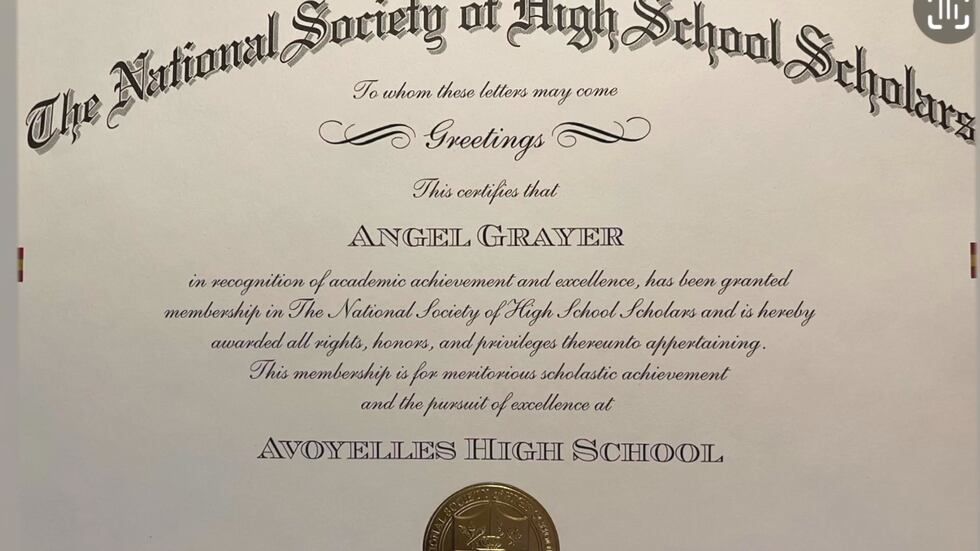 The National Society of High School Scholars
To whom these letters may come
Greetings
This certifies that
ANGEL GRAYER
in recognition of academic achievement and excellence, has been granted
membership in The National Society of High School Scholars and is hereby
awarded all rights, honors, and privileges thereunto appertaining.
This membership is for meritorious scholastic achievement
and the pursuit of excellence at
AVOYELLES HIGH SCHOOL
SOCIETY OF HIGH